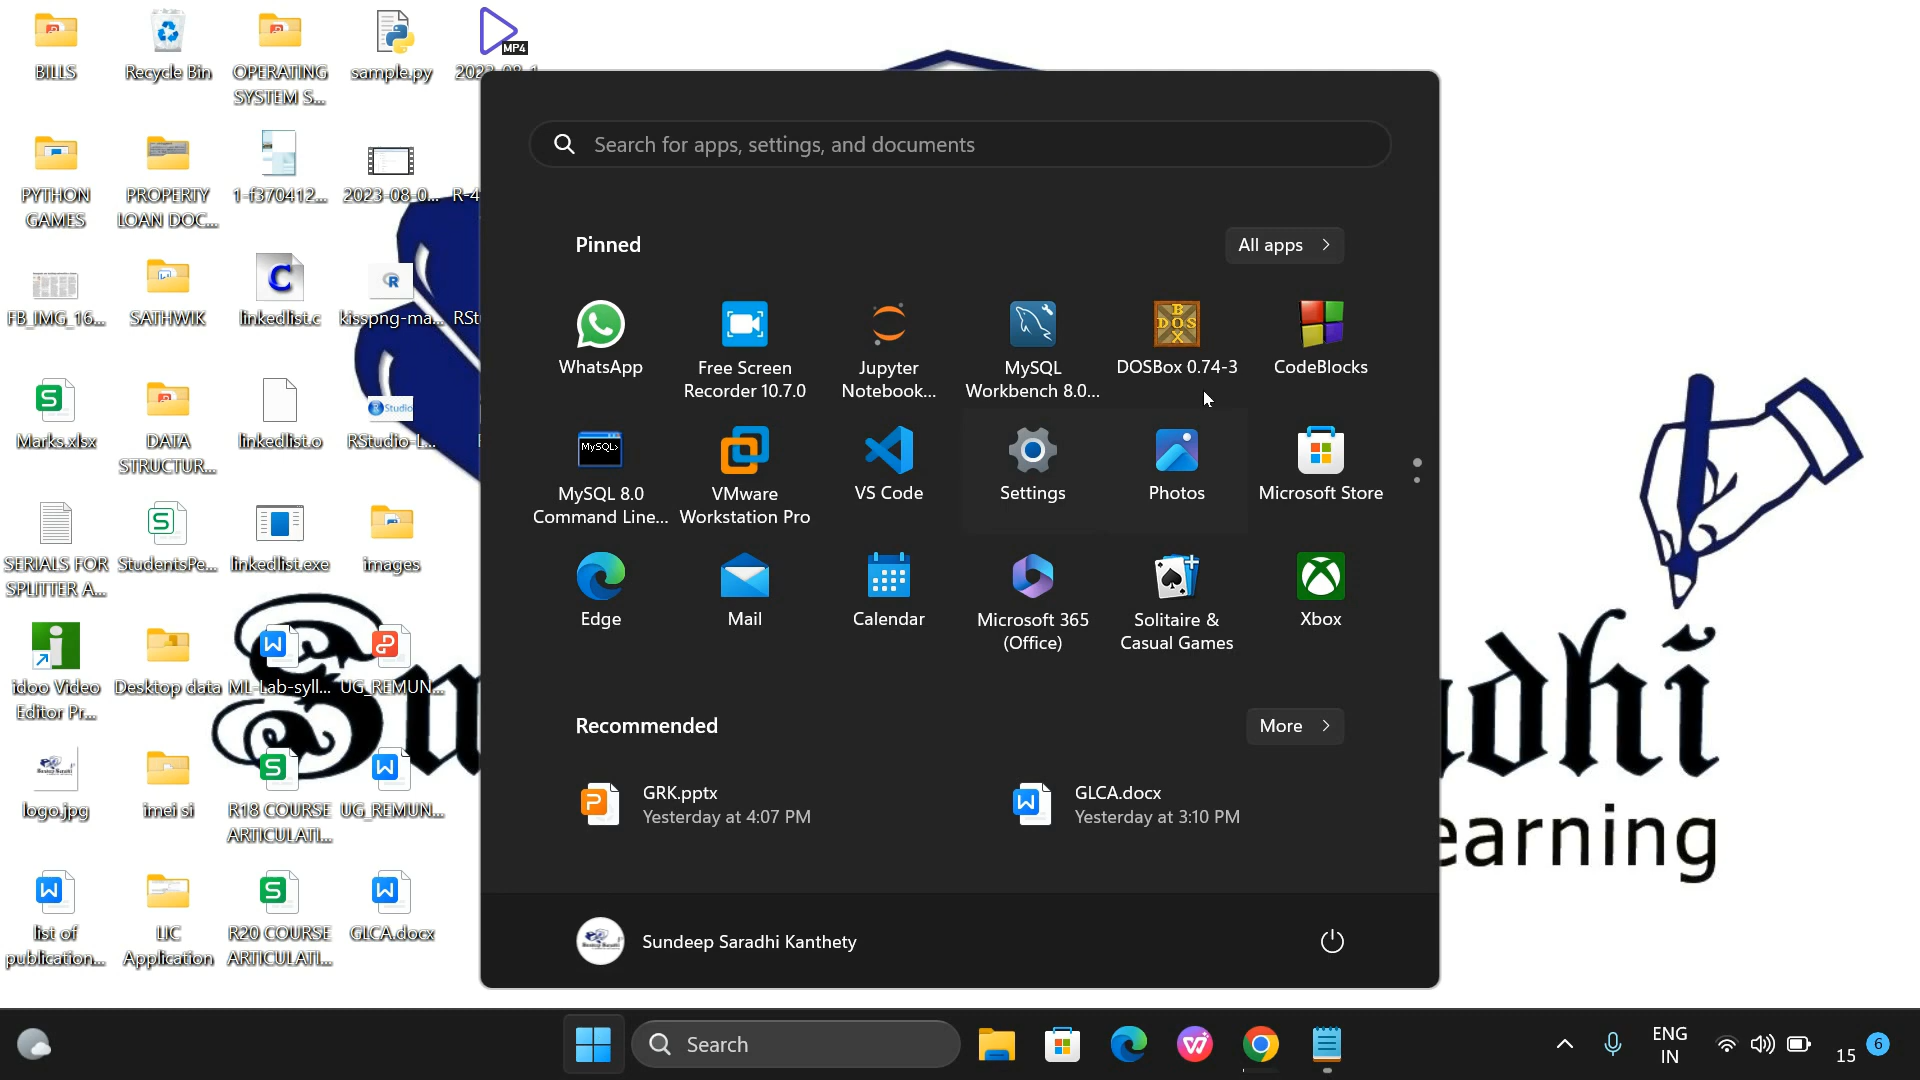 BILLS
Recycle Bin
OPERATING
SYSTEM S...
sample.py
MP4
PYTHON
GAMES
PROPERTY
LOAN DOC...
1-f370412...
2023-08-0...
R-4
FB_IMG_16...
SATHWIK
linkedlist.c
kisspng-ma...
RSt
Marks.xlsx
DATA
STRUCTUR...
linkedlist.o
RStudio-L...
SERIALS FOR
SPLITTER A...
StudentsPe...
linkedlist.exe
images
idoo Video
Editor Pr...
Desktop data
ML-Lab-syll...
UG_REMUN...
logo.jpg
imei si
R18 COURSE
ARTICULATI...
UG_REMUN...
list of
publication...
LIC
Application
R20 COURSE
ARTICULATI...
GLCA.docx
Search for apps, settings, and documents
Pinned
All apps
WhatsApp
Free Screen
Recorder 10.7.0
Jupyter
Notebook...
MySQL
Workbench 8.0...
DOSBox 0.74-3
CodeBlocks
MySQL 8.0
Command Line...
VMware
Workstation Pro
VS Code
Settings
Photos
Microsoft Store
Edge
Mail
Calendar
Microsoft 365
(Office)
Solitaire &
Casual Games
Xbox
Recommended
More
GRK.pptx
Yesterday at 4:07 PM
GLCA.docx
Yesterday at 3:10 PM
Sundeep Saradhi Kanthety
Su
adhi
earning
Search
ENG
IN
15
6